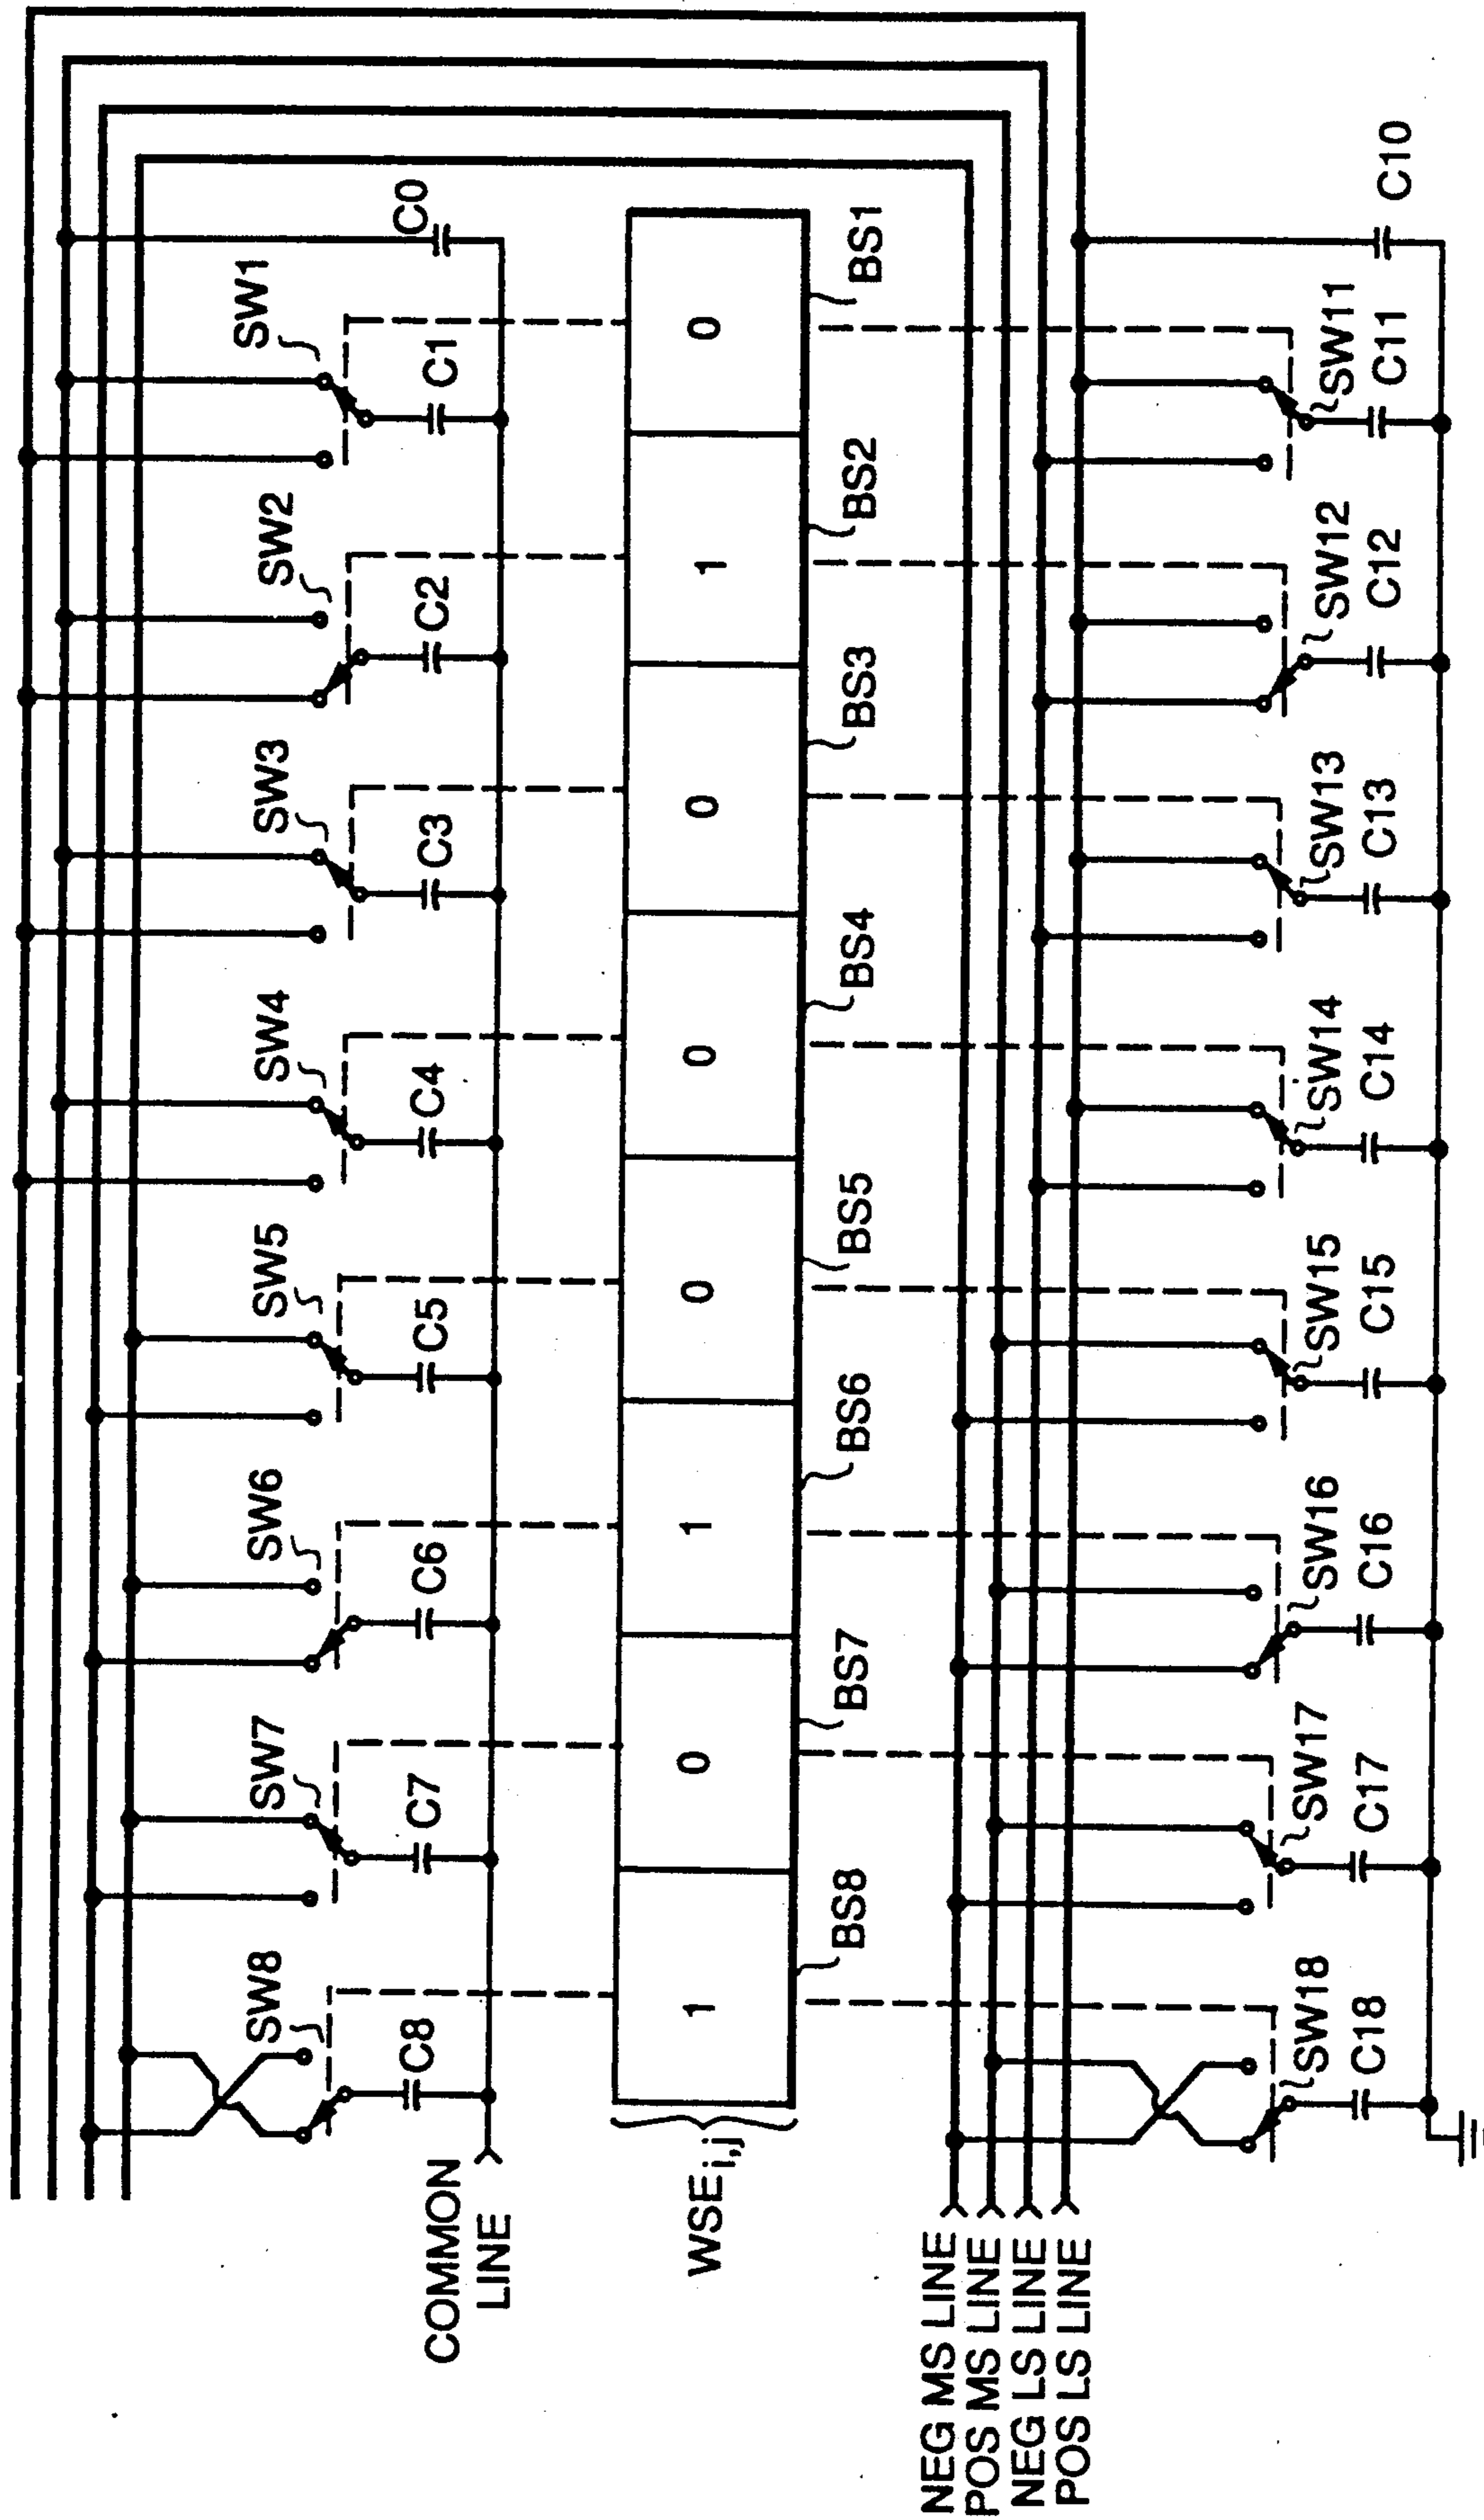 SW8
SW7
SW6
SW5
SW4
SW3
SW2
SW1
C8
C7
C6
C5
C4
C3
C2
C1
C0
COMMON
LINE
WSEi,j
1
0
1
0
0
0
1
0
BS8
BS7
BS6
BS5
BS4
BS3
BS2
BS1
NEG MS LINE
POS MS LINE
NEG LS LINE
POS LS LINE
SW18
SW17
SW16
SW15
SW14
SW13
SW12
SW11
C18
C17
C16
C15
C14
C13
C12
C11
C10